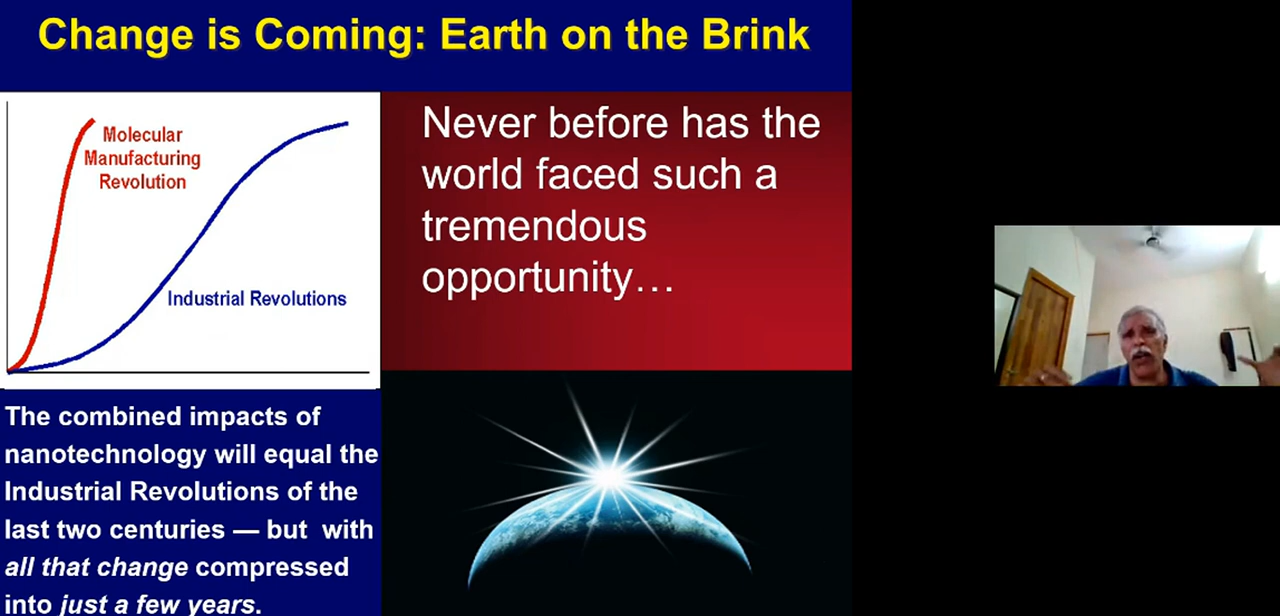 Change is Coming: Earth on the Brink
Molecular
Manufacturing
Revolution
Industrial Revolutions
Never before has the
world faced such a
tremendous
opportunity…
The combined impacts of
nanotechnology will equal the
Industrial Revolutions of the
last two centuries — but with
all that change compressed
into just a few years.